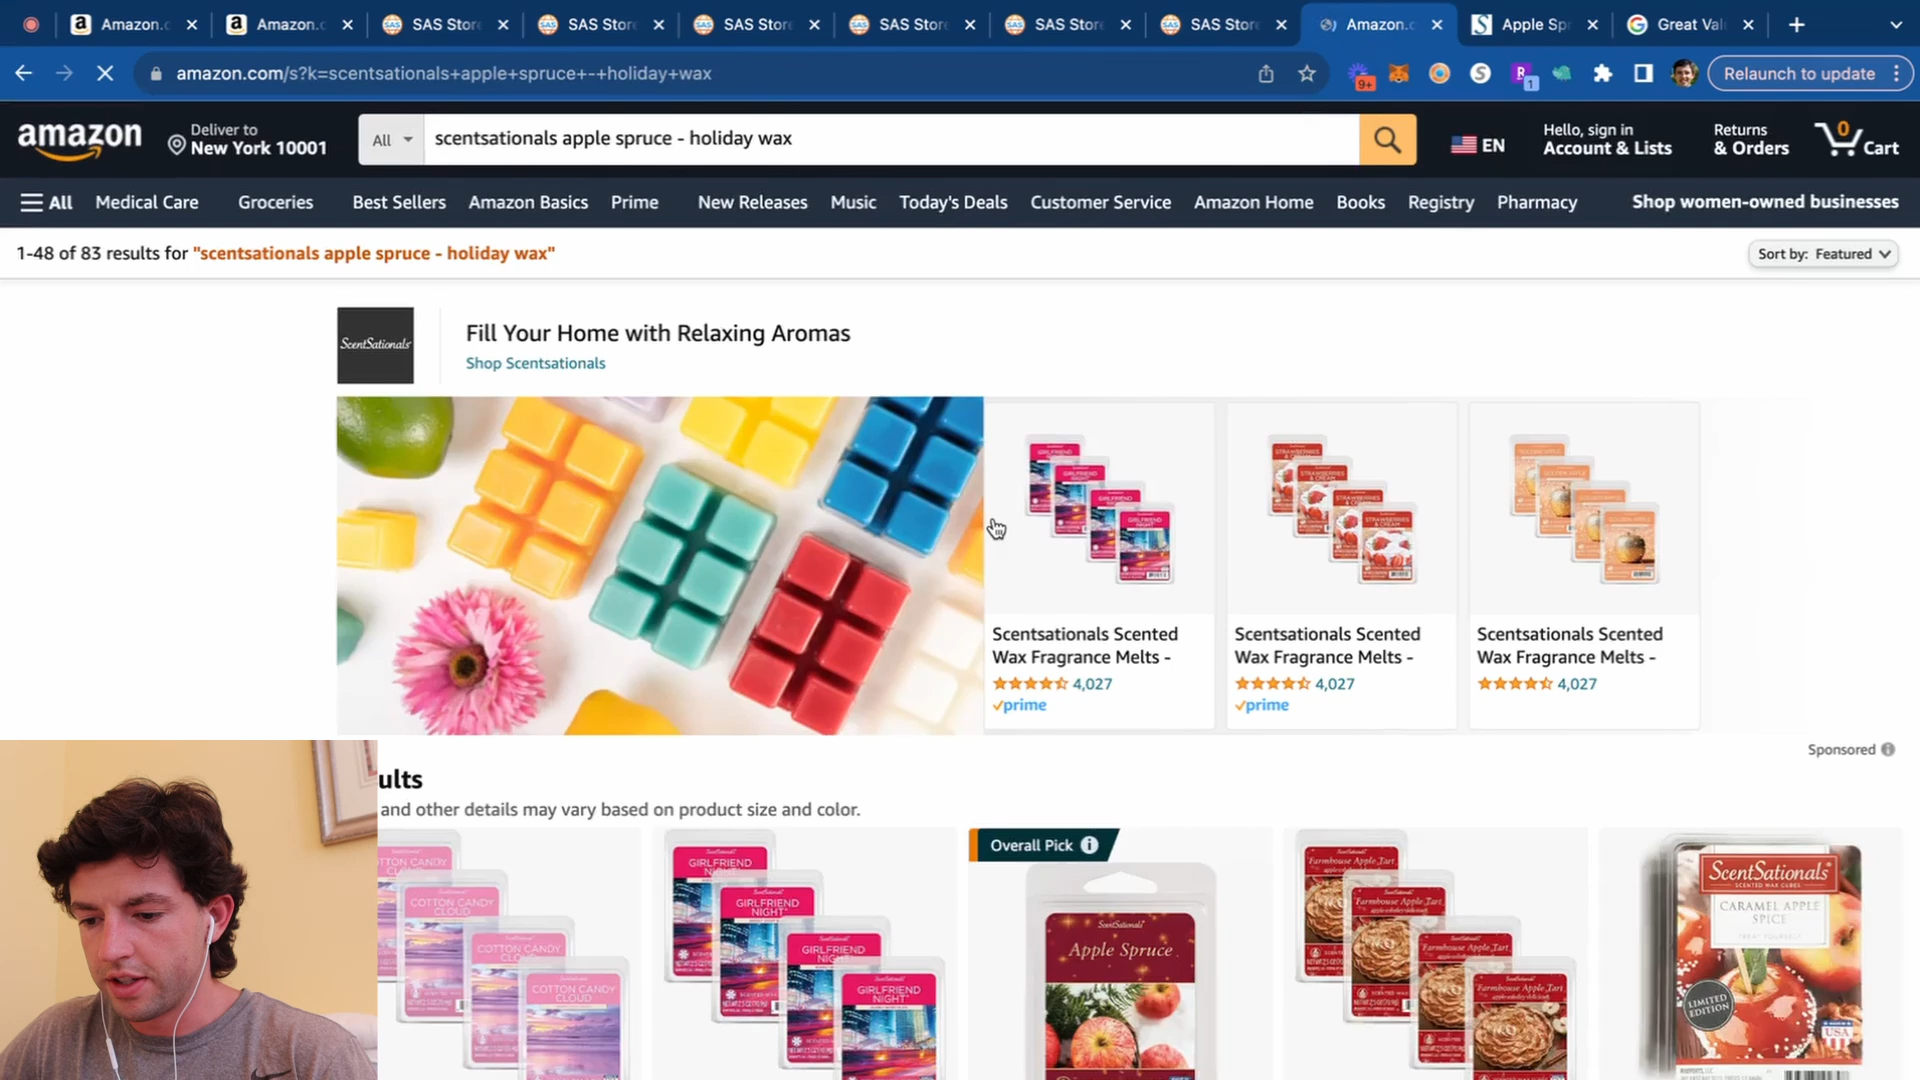 Amazon.c
Amazon.c
SAS Store
SAS Store
SAS Store
SAS Store
SAS Store
SAS Store
Amazon.c
Apple Sp
Great Val
amazon.com/s?k=scentsationals+apple+spruce+-+holiday+wax
9+
1
Relaunch to update
amazon
Deliver to
New York 10001
All
scentsationals apple spruce - holiday wax
EN
Hello, sign in
Account & Lists
Returns
& Orders
0
Cart
All
Medical Care
Groceries
Best Sellers
Amazon Basics
Prime
New Releases
Music
Today's Deals
Customer Service
Amazon Home
Books
Registry
Pharmacy
Shop women-owned businesses
1-48 of 83 results for "scentsationals apple spruce - holiday wax"
Sort by: Featured
ScentSationals
Fill Your Home with Relaxing Aromas
Shop Scentsationals
Scentsationals Scented
Wax Fragrance Melts -
4,027
prime
Scentsationals Scented
Wax Fragrance Melts -
4,027
prime
Scentsationals Scented
Wax Fragrance Melts -
4,027
Sponsored
ults
and other details may vary based on product size and color.
COTTON CANDY
CLOUD
COTTON CANDY
CLOUD
COTTON CANDY
CLOUD
GIRLFRIEND
NIGHT
GIRLFRIEND
NIGHT
GIRLFRIEND
NIGHT
GIRLFRIEND
NIGHT
Overall Pick
ScentSationals
Apple Spruce
Farmhouse Apple Tart
Farmhouse Apple Tart
Farmhouse Apple Tart
Farmhouse Apple Tart
ScentSationals
SCENTED WAX CUBES
CARAMEL APPLE
SPICE
TREAT YOURSELF
LIMITED
EDITION
USA